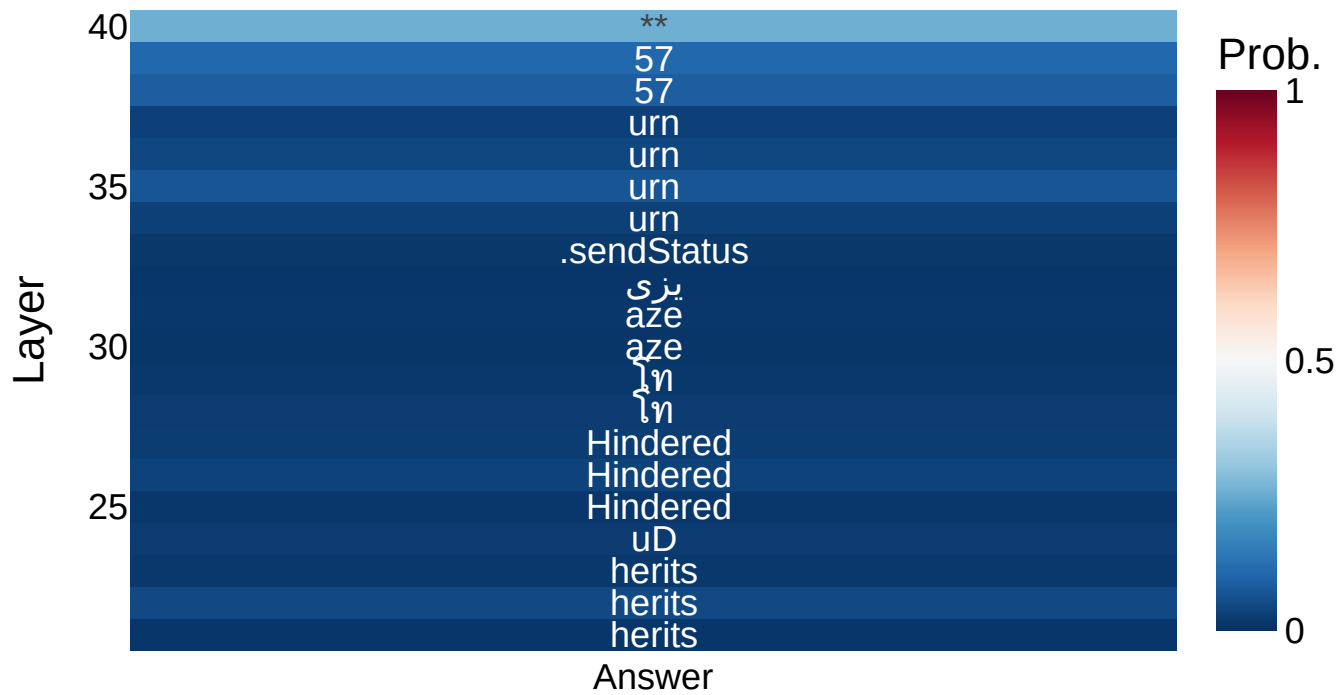 40
**
57
57
urn
urn
35
urn
urn
.sendStatus
یزی
aze
30
aze
โท
โท
Hindered
Hindered
25
Hindered
uD
herits
herits
herits
Layer
Answer
Prob.
1
0.5
0